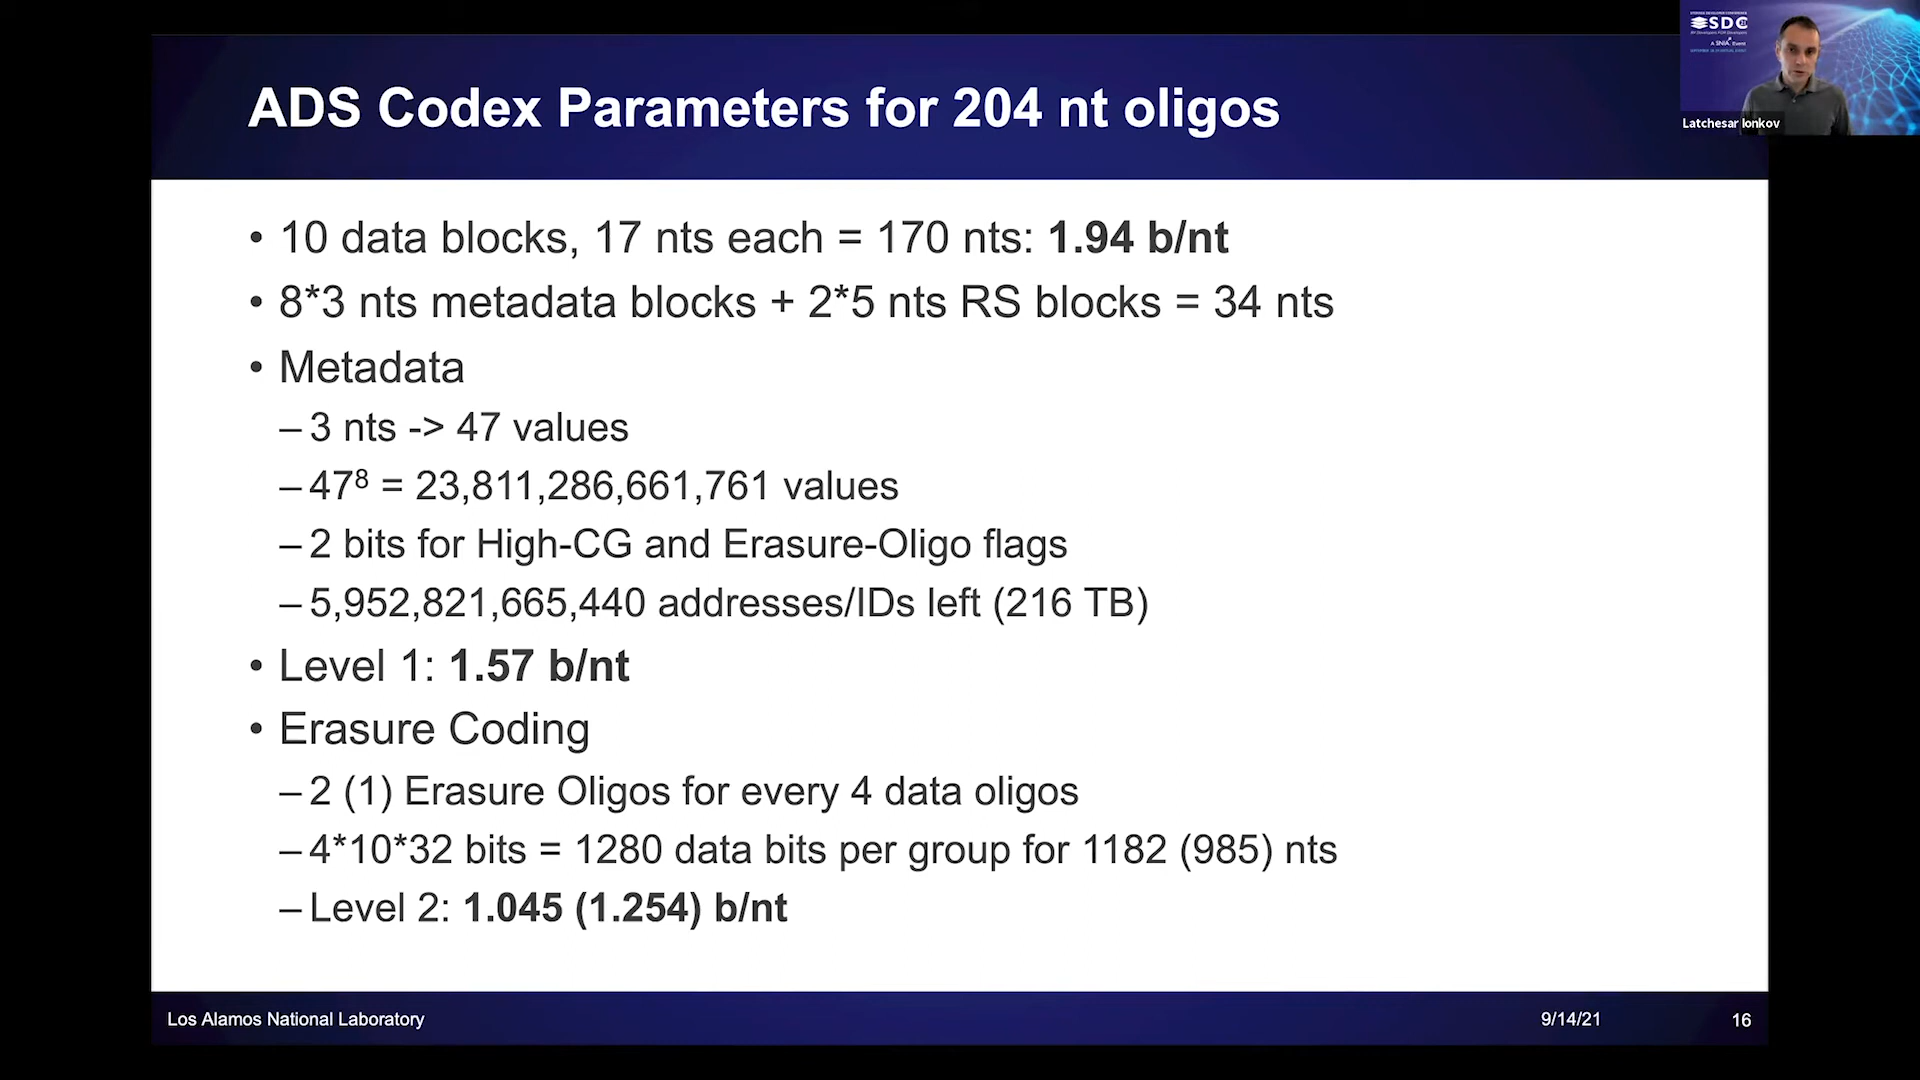 SDC
A SNIA Event
Latchesar Ionkov
ADS Codex Parameters for 204 nt oligos
• 10 data blocks, 17 nts each = 170 nts: 1.94 b/nt
• 8*3 nts metadata blocks + 2*5 nts RS blocks = 34 nts
• Metadata
– 3 nts -> 47 values
– 47⁸ = 23,811,286,661,761 values
– 2 bits for High-CG and Erasure-Oligo flags
– 5,952,821,665,440 addresses/IDs left (216 TB)
• Level 1: 1.57 b/nt
• Erasure Coding
– 2 (1) Erasure Oligos for every 4 data oligos
– 4*10*32 bits = 1280 data bits per group for 1182 (985) nts
– Level 2: 1.045 (1.254) b/nt
Los Alamos National Laboratory
9/14/21
16